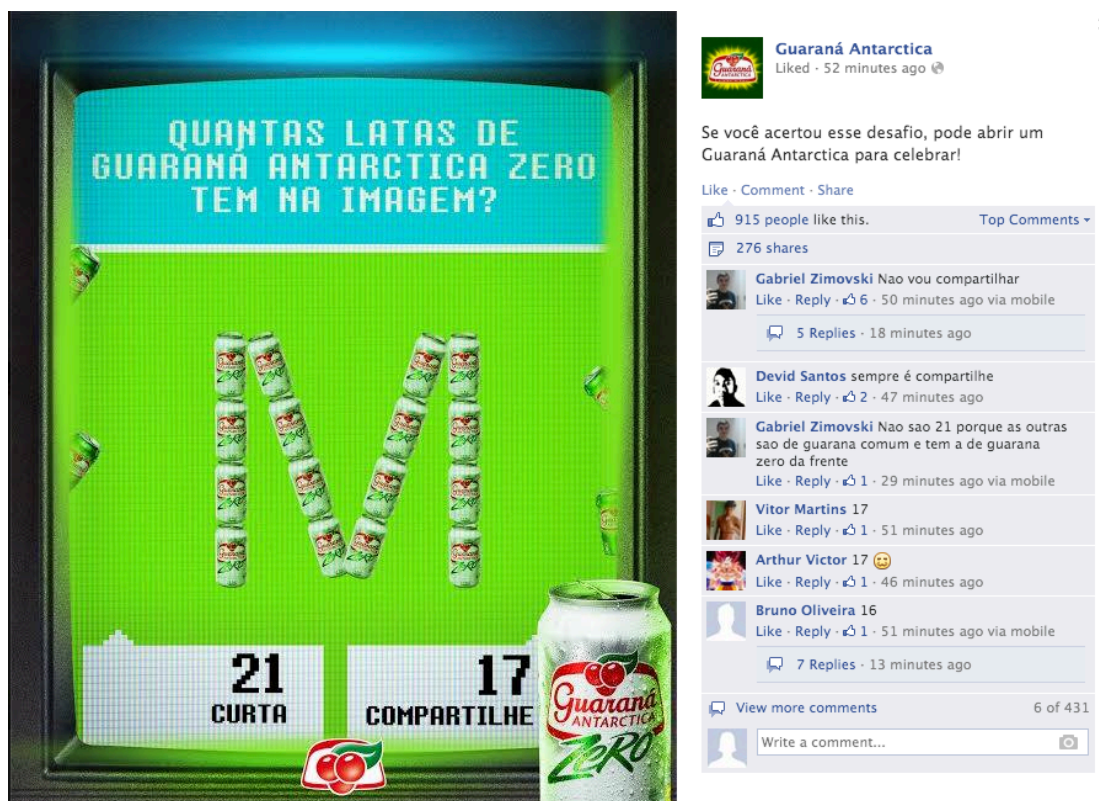 QUANTAS LATAS DE
GUARANÁ ANTARCTICA ZERO
TEM NA IMAGEM?
21
CURTA
17
COMPARTILHE
Guaraná
ANTARCTICA
ZERO
Guaraná
ANTARCTICA
Guaraná Antarctica
Liked · 52 minutes ago
Se você acertou esse desafio, pode abrir um
Guaraná Antarctica para celebrar!
Like · Comment · Share
915 people like this.
Top Comments
276 shares
Gabriel Zimovski Nao vou compartilhar
Like · Reply · 6 · 50 minutes ago via mobile
5 Replies · 18 minutes ago
Devid Santos sempre é compartilhe
Like · Reply · 2 · 47 minutes ago
Gabriel Zimovski Nao sao 21 porque as outras
sao de guarana comum e tem a de guarana
zero da frente
Like · Reply · 1 · 29 minutes ago via mobile
Vitor Martins 17
Like · Reply · 1 · 51 minutes ago
Arthur Victor 17
Like · Reply · 1 · 46 minutes ago
Bruno Oliveira 16
Like · Reply · 1 · 51 minutes ago via mobile
7 Replies · 13 minutes ago
View more comments
6 of 431
Write a comment...